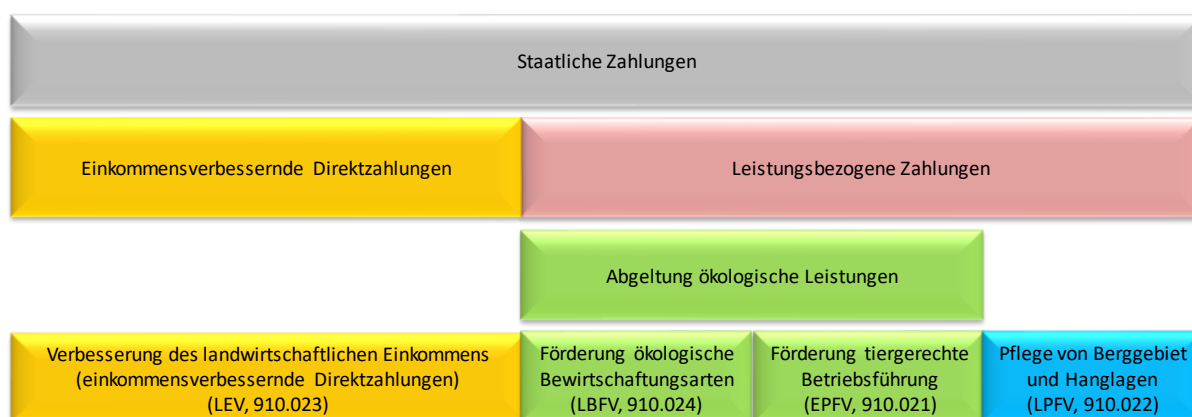 Staatliche Zahlungen
Einkommensverbessernde Direktzahlungen
Leistungsbezogene Zahlungen
Abgeltung ökologische Leistungen
Verbesserung des landwirtschaftlichen Einkommens
(einkommensverbessernde Direktzahlungen)
(LEV, 910.023)
Förderung ökologische
Bewirtschaftungsarten
(LBFV, 910.024)
Förderung tiergerechte
Betriebsführung
(EPFV, 910.021)
Pflege von Berggebiet
und Hanglagen
(LPFV, 910.022)